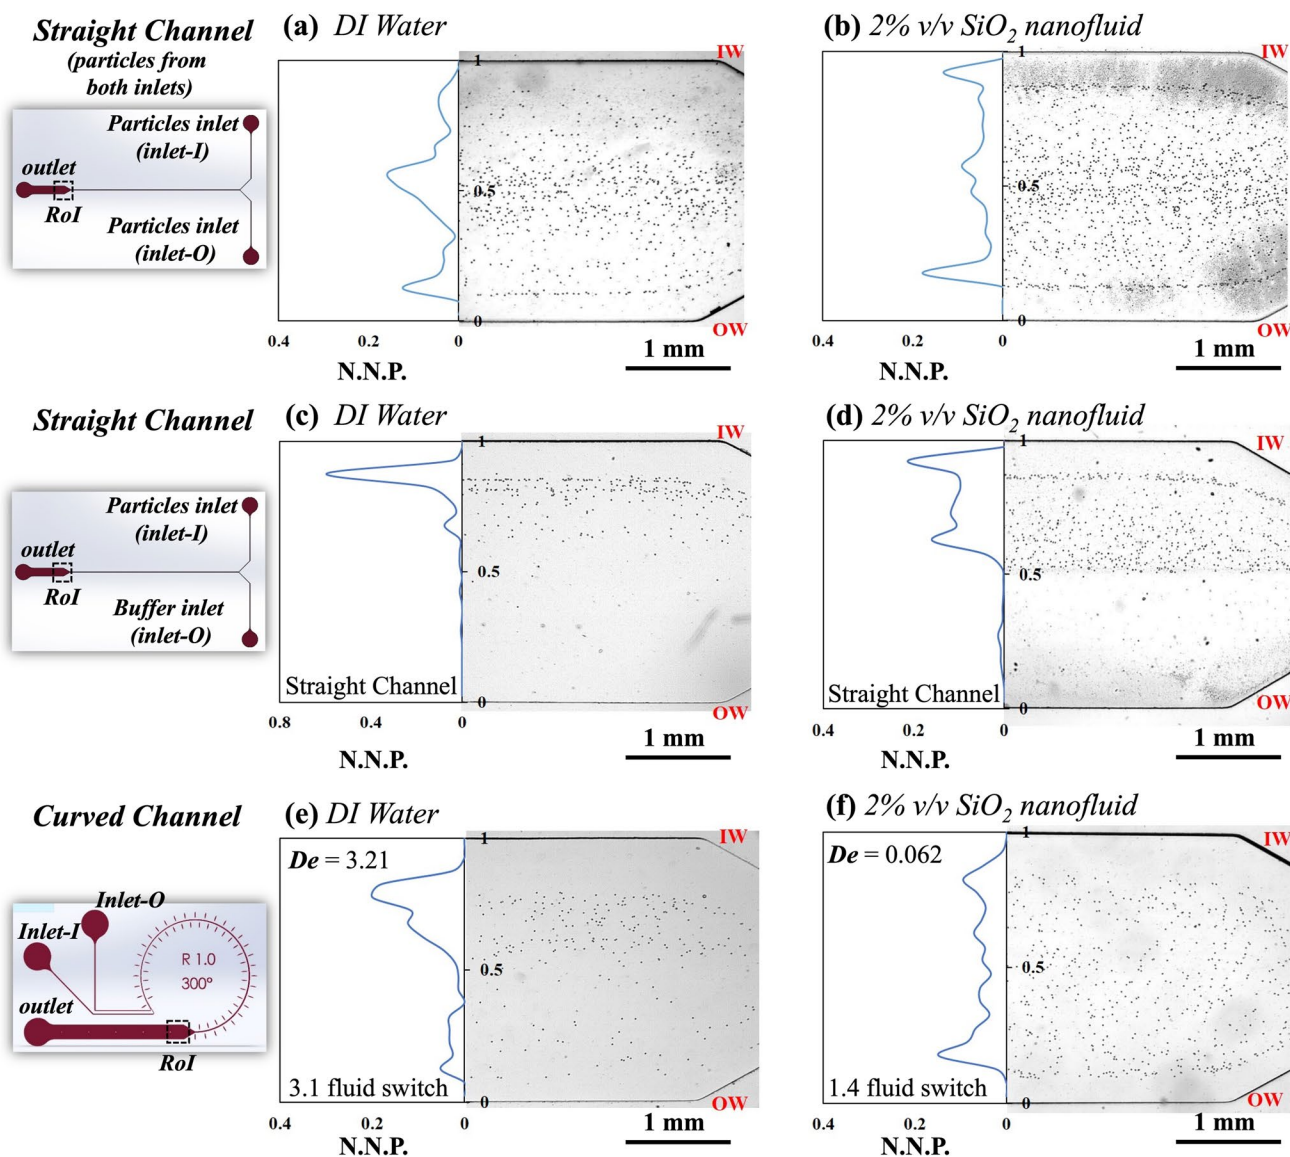 Straight Channel
(particles from
both inlets)
Particles inlet
(inlet-I)
outlet
RoI
Particles inlet
(inlet-O)
(a) DI Water
1
IW
0.5
0
OW
0.4 0.2 0
N.N.P.
1 mm
(b) 2% v/v SiO2 nanofluid
1
IW
0.5
0
OW
0.4 0.2 0
N.N.P.
1 mm
Straight Channel
Particles inlet
(inlet-I)
outlet
RoI
Buffer inlet
(inlet-O)
(c) DI Water
1
IW
0.5
Straight Channel
0
OW
0.8 0.4 0
N.N.P.
1 mm
(d) 2% v/v SiO2 nanofluid
1
IW
0.5
Straight Channel
0
OW
0.4 0.2 0
N.N.P.
1 mm
Curved Channel
Inlet-O
Inlet-I
R 1.0
300°
outlet
RoI
(e) DI Water
1
IW
De = 3.21
0.5
3.1 fluid switch
0
OW
0.4 0.2 0
N.N.P.
1 mm
(f) 2% v/v SiO2 nanofluid
1
IW
De = 0.062
0.5
1.4 fluid switch
0
OW
0.4 0.2 0
N.N.P.
1 mm